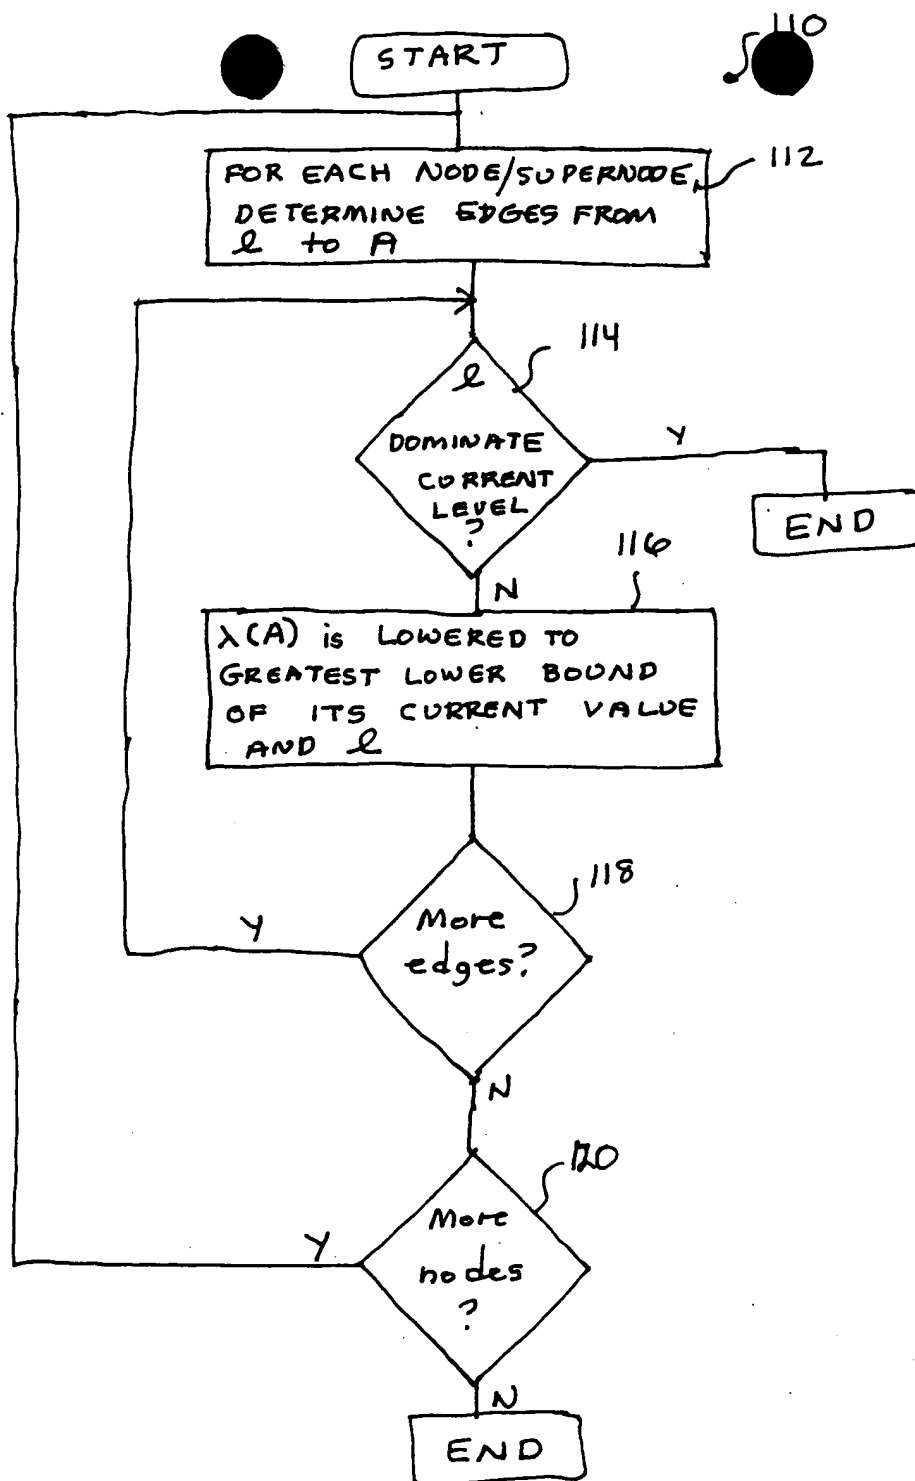 110
START
112
FOR EACH NODE/SUPERNODE,
DETERMINE EDGES FROM
ℓ to A
114
ℓ
DOMINATE
CURRENT
LEVEL
?
Y
END
N
116
λ(A) is LOWERED TO
GREATEST LOWER BOUND
OF ITS CURRENT VALUE
AND ℓ
118
More
edges?
Y
N
120
More
nodes
?
Y
N
END